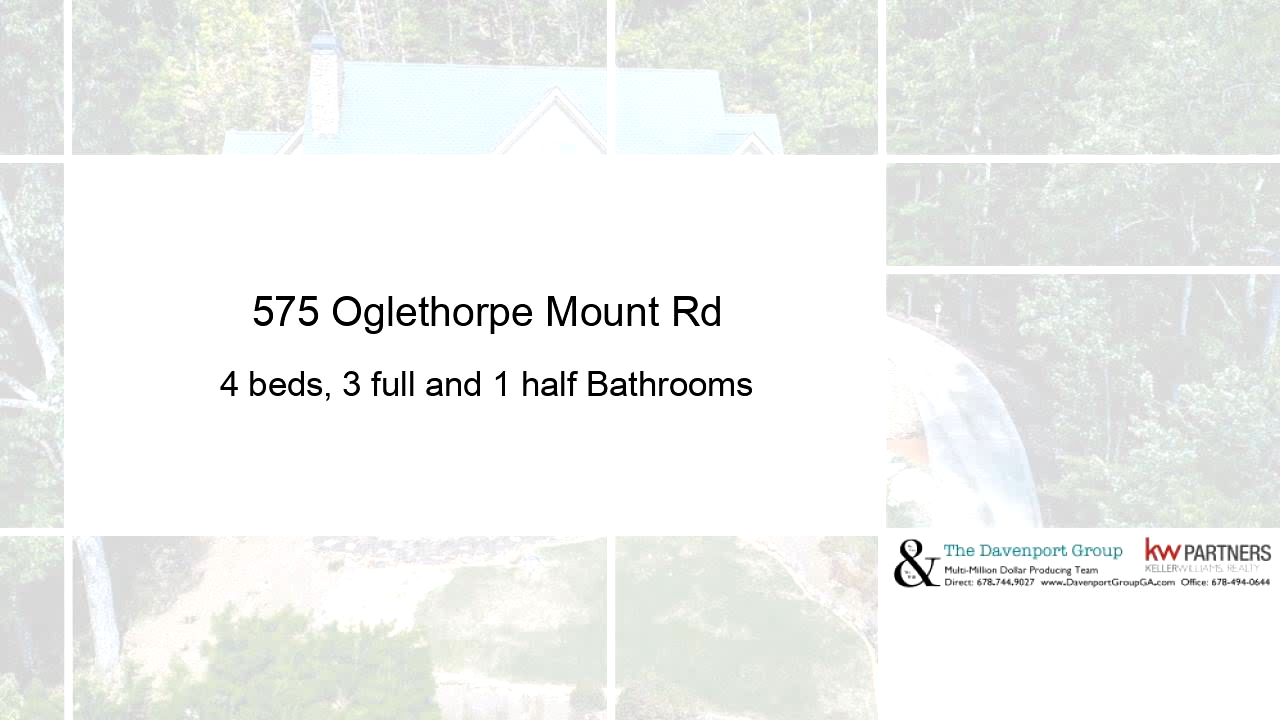 575 Oglethorpe Mount Rd
4 beds, 3 full and 1 half Bathrooms
&
The Davenport Group
Multi-Million Dollar Producing Team
Direct: 678.744.9027 www.DavenportGroupGA.com Office: 678-494-0644
kw PARTNERS
KELLERWILLIAMS. REALTY